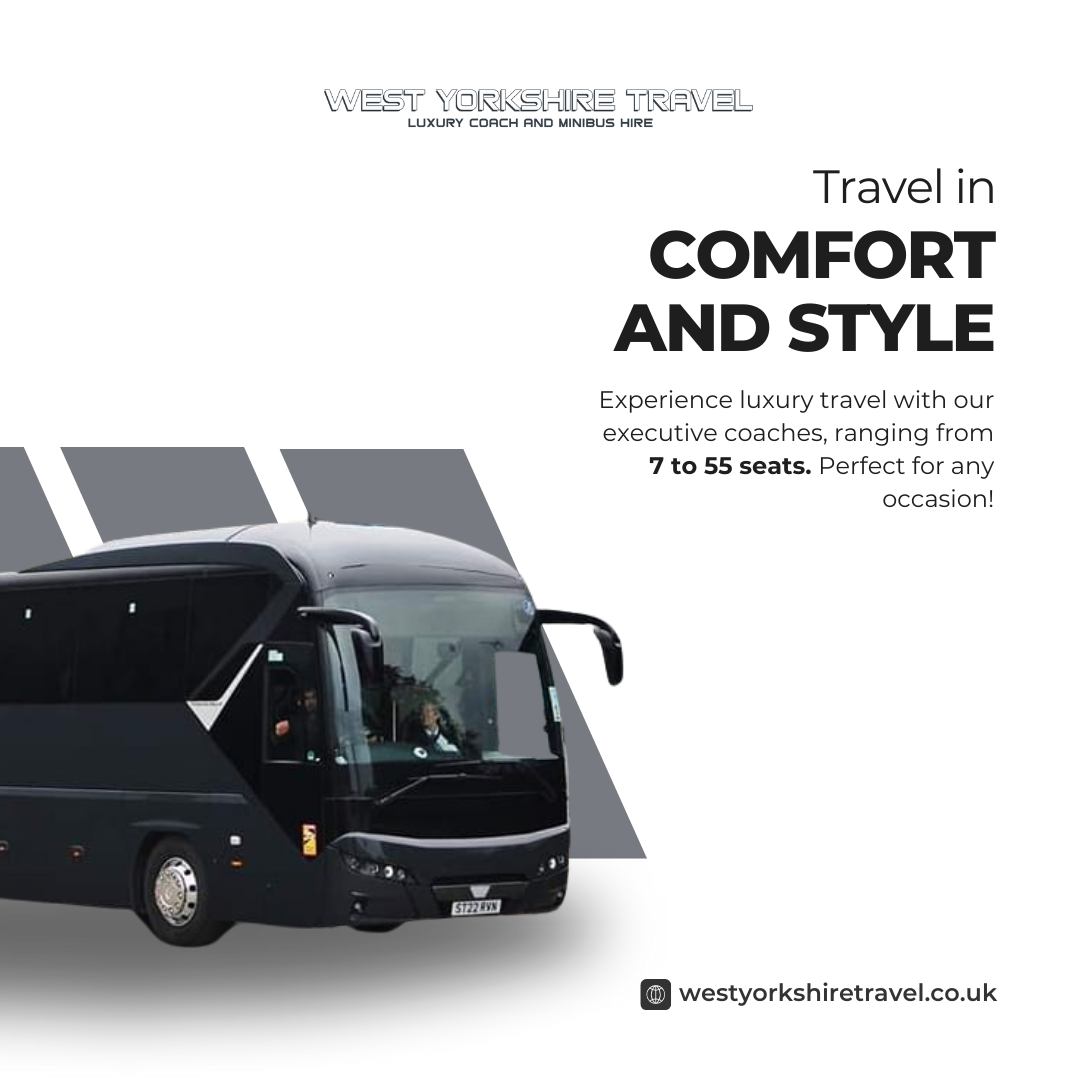 WEST YORKSHIRE TRAVEL
LUXURY COACH AND MINIBUS HIRE
Travel in
COMFORT
AND STYLE
Experience luxury travel with our
executive coaches, ranging from
7 to 55 seats. Perfect for any
occasion!
ST22 RVN
westyorkshiretravel.co.uk